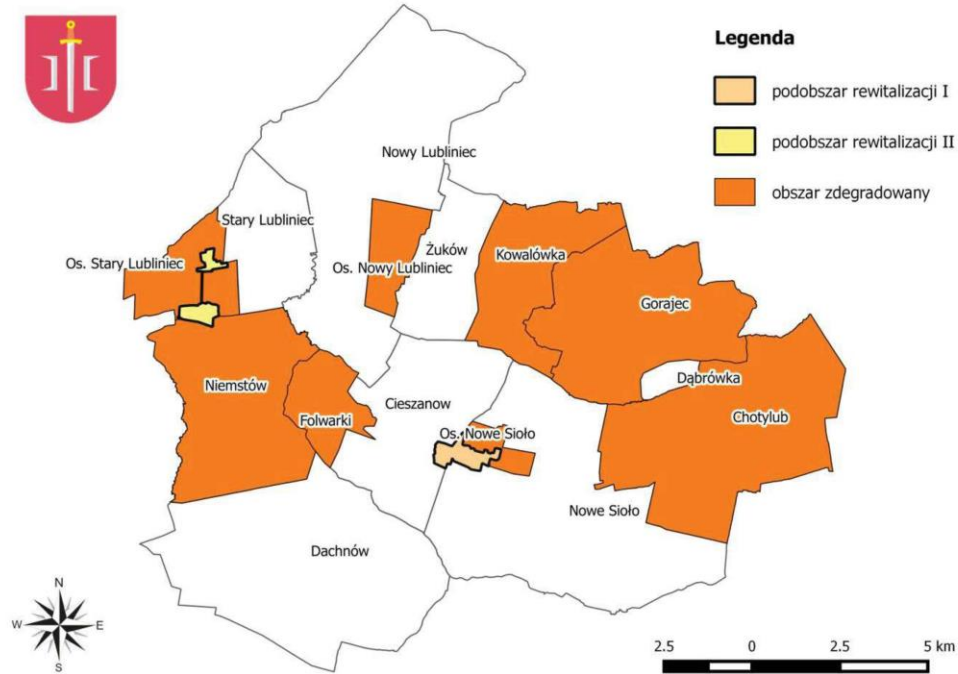 Legenda
podobszar rewitalizacji I
podobszar rewitalizacji II
obszar zdegradowany
Nowy Lubliniec
Stary Lubliniec
Żuków
Kowalówka
Os. Stary Lubliniec
Os. Nowy Lubliniec
Gorajec
Niemstów
Dąbrówka
Cieszanow
Folwarki
Chotylub
Os. Nowe Sioło
Nowe Sioło
Dachnów
N
W
E
S
2.5 0 2.5 5 km